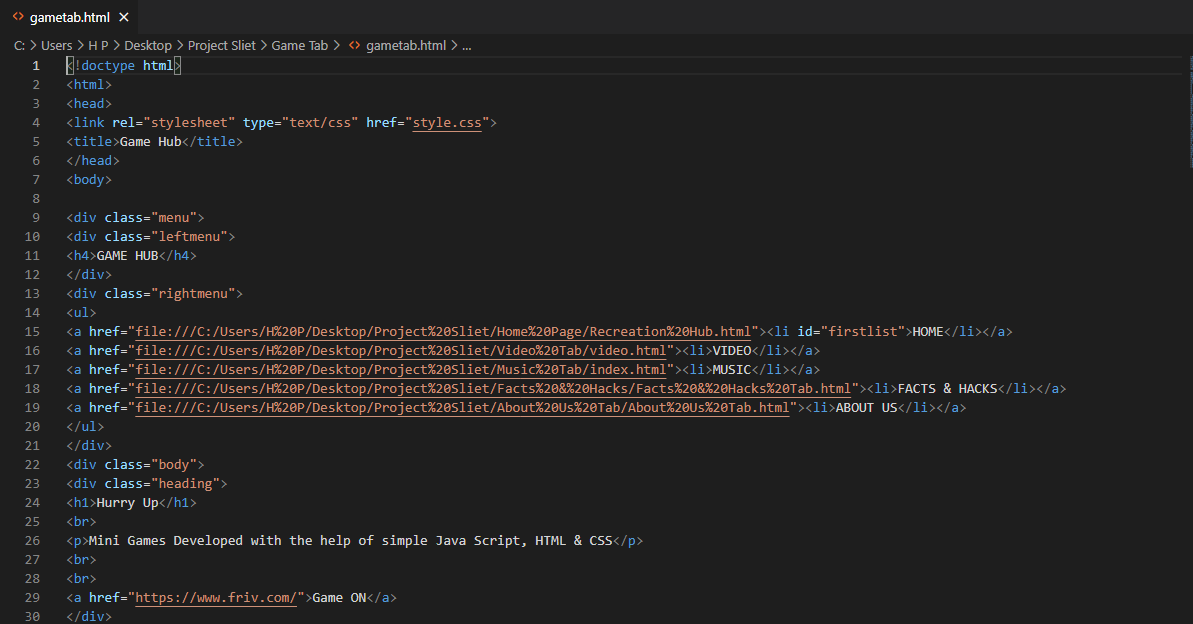 gametab.html
C: > Users > H P > Desktop > Project Sliet > Game Tab > gametab.html > ...
1 <!doctype html>
2 <html>
3 <head>
4 <link rel="stylesheet" type="text/css" href="style.css">
5 <title>Game Hub</title>
6 </head>
7 <body>
8
9 <div class="menu">
10 <div class="leftmenu">
11 <h4>GAME HUB</h4>
12 </div>
13 <div class="rightmenu">
14 <ul>
15 <a href="file:///C:/Users/H%20P/Desktop/Project%20Sliet/Home%20Page/Recreation%20Hub.html"><li id="firstlist">HOME</li></a>
16 <a href="file:///C:/Users/H%20P/Desktop/Project%20Sliet/Video%20Tab/video.html"><li>VIDEO</li></a>
17 <a href="file:///C:/Users/H%20P/Desktop/Project%20Sliet/Music%20Tab/index.html"><li>MUSIC</li></a>
18 <a href="file:///C:/Users/H%20P/Desktop/Project%20Sliet/Facts%20&%20Hacks/Facts%20&%20Hacks%20Tab.html"><li>FACTS & HACKS</li></a>
19 <a href="file:///C:/Users/H%20P/Desktop/Project%20Sliet/About%20Us%20Tab/About%20Us%20Tab.html"><li>ABOUT US</li></a>
20 </ul>
21 </div>
22 <div class="body">
23 <div class="heading">
24 <h1>Hurry Up</h1>
25 <br>
26 <p>Mini Games Developed with the help of simple Java Script, HTML & CSS</p>
27 <br>
28 <br>
29 <a href="https://www.friv.com/">Game ON</a>
30 </div>